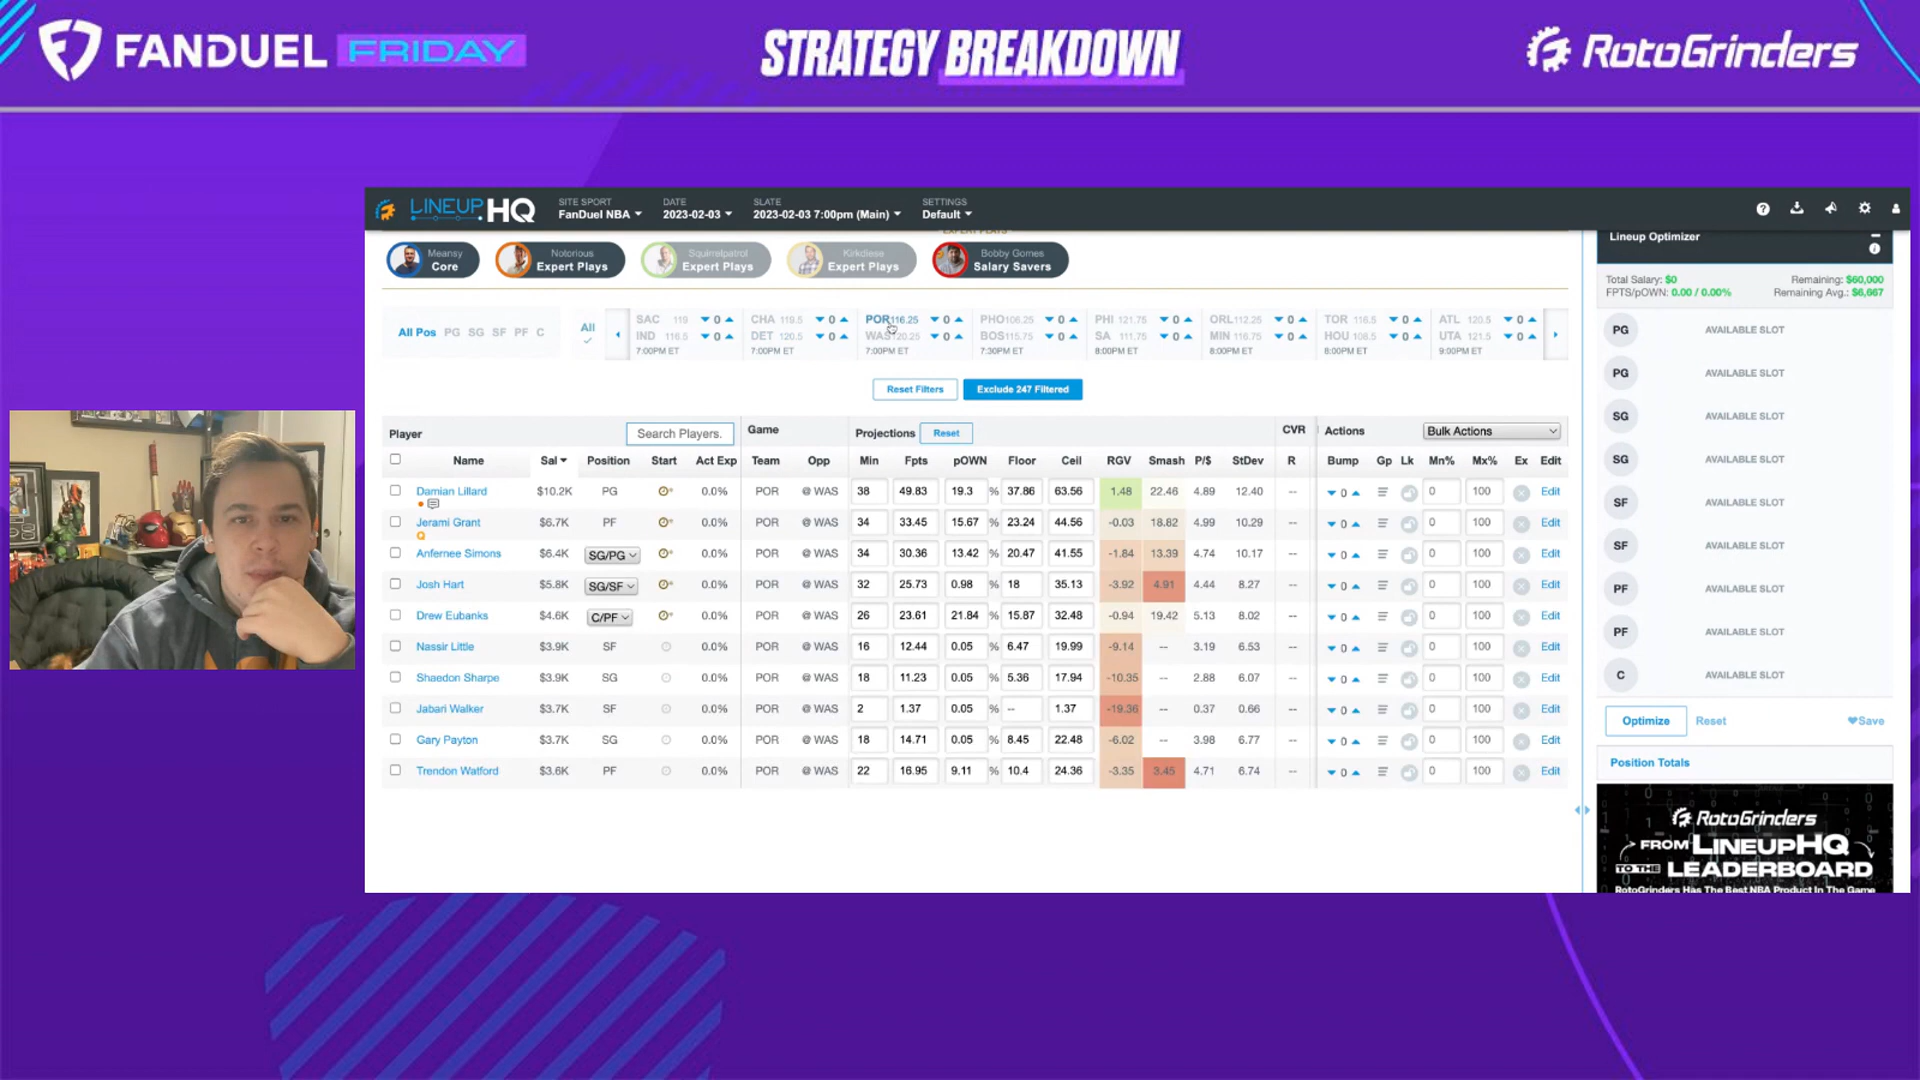 FANDUEL FRIDAY
STRATEGY BREAKDOWN
RotoGrinders
LINEUPHQ
SITE SPORT
FanDuel NBA
DATE
2023-02-03
SLATE
2023-02-03 7:00pm (Main)
SETTINGS
Default
EXPERT PLAYS
Meansy
Core
Notorious
Expert Plays
Squirrelpatrol
Expert Plays
Kirkdiese
Expert Plays
Bobby Gomes
Salary Savers
All Pos PG SG SF PF C
All
SAC 119 0
IND 116.5 0
7:00PM ET
CHA 119.5 0
DET 120.5 0
7:00PM ET
POR 116.25 0
WAS 120.25 0
7:00PM ET
PHO 106.25 0
BOS 115.75 0
7:30PM ET
PHI 121.75 0
SA 111.75 0
8:00PM ET
ORL 112.25 0
MIN 116.75 0
8:00PM ET
TOR 116.5 0
HOU 108.5 0
8:00PM ET
ATL 120.5 0
UTA 121.5 0
9:00PM ET
Reset Filters
Exclude 247 Filtered
Player Search Players. Game Projections Reset CVR Actions Bulk Actions
Name Sal Position Start Act Exp Team Opp Min Fpts pOWN Floor Ceil RGV Smash P/$ StDev R Bump Gp Lk Mn% Mx% Ex Edit
Damian Lillard $10.2K PG 0.0% POR @ WAS 38 49.83 19.3 % 37.86 63.56 1.48 22.46 4.89 12.40 -- 0 0 100 Edit
Jerami Grant $6.7K PF 0.0% POR @ WAS 34 33.45 15.67 % 23.24 44.56 -0.03 18.82 4.99 10.29 -- 0 0 100 Edit
Q
Anfernee Simons $6.4K SG/PG 0.0% POR @ WAS 34 30.36 13.42 % 20.47 41.55 -1.84 13.39 4.74 10.17 -- 0 0 100 Edit
Josh Hart $5.8K SG/SF 0.0% POR @ WAS 32 25.73 0.98 % 18 35.13 -3.92 4.91 4.44 8.27 -- 0 0 100 Edit
Drew Eubanks $4.6K C/PF 0.0% POR @ WAS 26 23.61 21.84 % 15.87 32.48 -0.94 19.42 5.13 8.02 -- 0 0 100 Edit
Nassir Little $3.9K SF 0.0% POR @ WAS 16 12.44 0.05 % 6.47 19.99 -9.14 -- 3.19 6.53 -- 0 0 100 Edit
Shaedon Sharpe $3.9K SG 0.0% POR @ WAS 18 11.23 0.05 % 5.36 17.94 -10.35 -- 2.88 6.07 -- 0 0 100 Edit
Jabari Walker $3.7K SF 0.0% POR @ WAS 2 1.37 0.05 % -- 1.37 -19.36 -- 0.37 0.66 -- 0 0 100 Edit
Gary Payton $3.7K SG 0.0% POR @ WAS 18 14.71 0.05 % 8.45 22.48 -6.02 -- 3.98 6.77 -- 0 0 100 Edit
Trendon Watford $3.6K PF 0.0% POR @ WAS 22 16.95 9.11 % 10.4 24.36 -3.35 3.45 4.71 6.74 -- 0 0 100 Edit
Lineup Optimizer
Total Salary: $0 Remaining: $60,000
FPTS/pOWN: 0.00 / 0.00% Remaining Avg.: $6,667
PG AVAILABLE SLOT
PG AVAILABLE SLOT
SG AVAILABLE SLOT
SG AVAILABLE SLOT
SF AVAILABLE SLOT
SF AVAILABLE SLOT
PF AVAILABLE SLOT
PF AVAILABLE SLOT
C AVAILABLE SLOT
Optimize Reset Save
Position Totals
RotoGrinders
FROM LINEUPHQ
TO THE LEADERBOARD
RotoGrinders Has The Best NBA Product In The Game